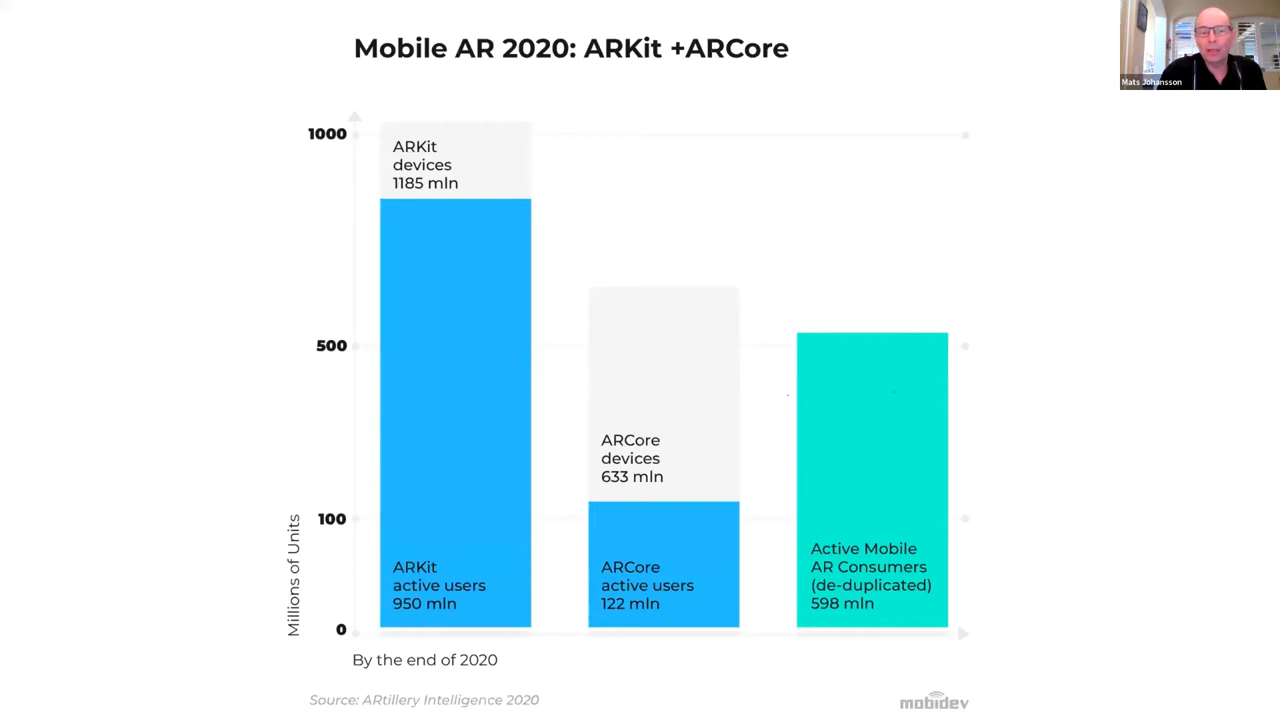 Mobile AR 2020: ARKit +ARCore
Mats Johansson
1000
500
100
0
Millions of Units
ARKit
devices
1185 mln
ARKit
active users
950 mln
ARCore
devices
633 mln
ARCore
active users
122 mln
Active Mobile
AR Consumers
(de-duplicated)
598 mln
By the end of 2020
Source: ARtillery Intelligence 2020
mobidev